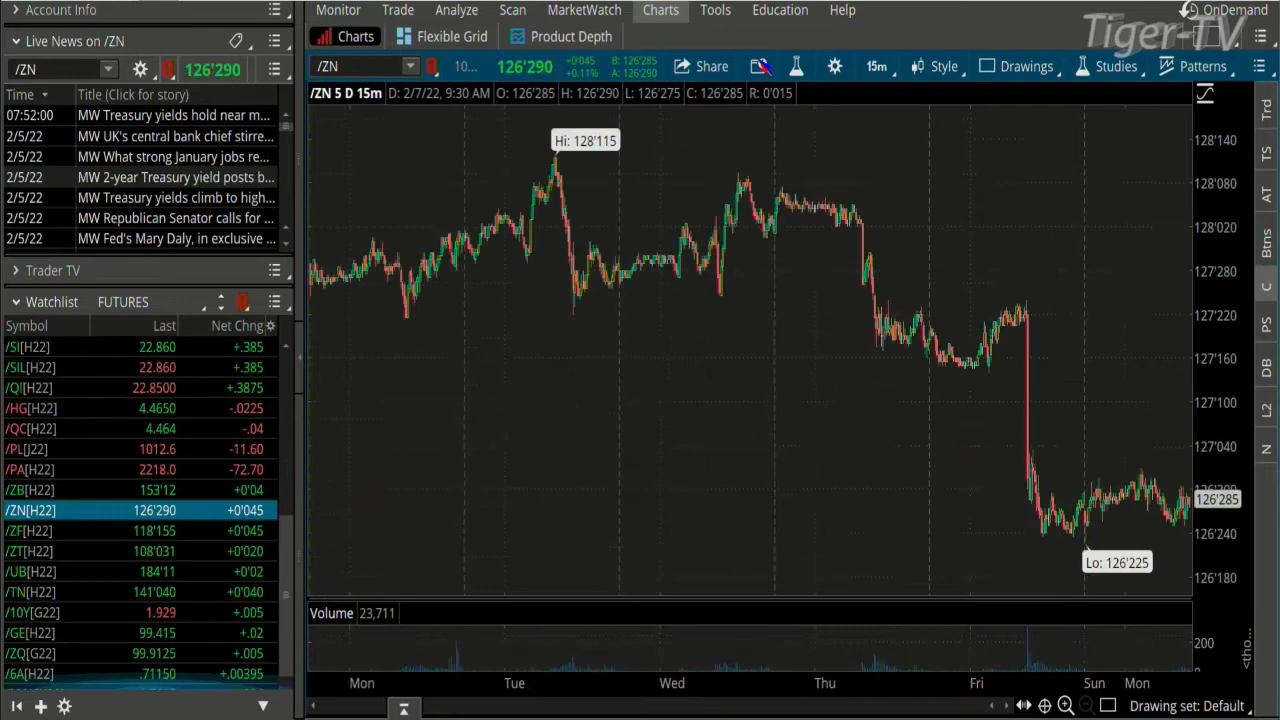 Account Info
Monitor Trade Analyze Scan MarketWatch Charts Tools Education Help
OnDemand
Tiger-TV
Live News on /ZN
Charts Flexible Grid Product Depth
/ZN 126'290
/ZN 10... 126'290 +0'045 +0.11% B: 126'285 A: 126'290 Share 15m Style Drawings Studies Patterns
Time Title (Click for story)
07:52:00 MW Treasury yields hold near m...
2/5/22 MW UK's central bank chief stirre...
2/5/22 MW What strong January jobs re...
2/5/22 MW 2-year Treasury yield posts b...
2/5/22 MW Treasury yields climb to high...
2/5/22 MW Republican Senator calls for ...
2/5/22 MW Fed's Mary Daly, in exclusive ...
Trader TV
Watchlist FUTURES
Symbol Last Net Chng
/SI[H22] 22.860 +.385
/SIL[H22] 22.860 +.385
/QI[H22] 22.8500 +.3875
/HG[H22] 4.4650 -.0225
/QC[H22] 4.464 -.04
/PL[J22] 1012.6 -11.60
/PA[H22] 2218.0 -72.70
/ZB[H22] 153'12 +0'04
/ZN[H22] 126'290 +0'045
/ZF[H22] 118'155 +0'045
/ZT[H22] 108'031 +0'020
/UB[H22] 184'11 +0'02
/TN[H22] 141'040 +0'040
/10Y[G22] 1.929 +.005
/GE[H22] 99.415 +.02
/ZQ[G22] 99.9125 +.005
/6A[H22] .71150 +.00395
/ZN 5 D 15m D: 2/7/22, 9:30 AM O: 126'285 H: 126'290 L: 126'275 C: 126'285 R: 0'015
Hi: 128'115
128'140
128'080
128'020
127'280
127'220
127'160
127'100
127'040
126'285
126'240
126'180
Lo: 126'225
Volume 23,711
200
<tho...
Mon Tue Wed Thu Fri Sun Mon
Drawing set: Default
Trd
TS
AT
Btns
C
PS
DB
L2
N